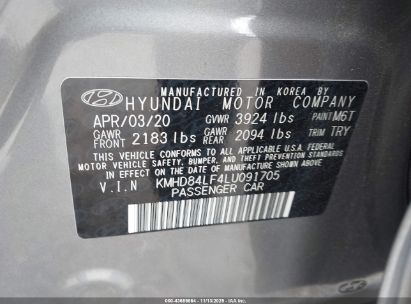 MANUFACTURED IN KOREA BY
HYUNDAI MOTOR COMPANY
APR/03/20 GVWR 3924 lbs PAINT M6T
GAWR FRONT 2183 lbs GAWR REAR 2094 lbs TRIM TRY
THIS VEHICLE CONFORMS TO ALL APPLICABLE U.S. FEDERAL
MOTOR VEHICLE SAFETY, BUMPER, AND THEFT PREVENTION
STANDARDS IN EFFECT ON THE DATE OF MANUFACTURE SHOWN ABOVE.
V.I.N KMHD84LF4LU091705
PASSENGER CAR